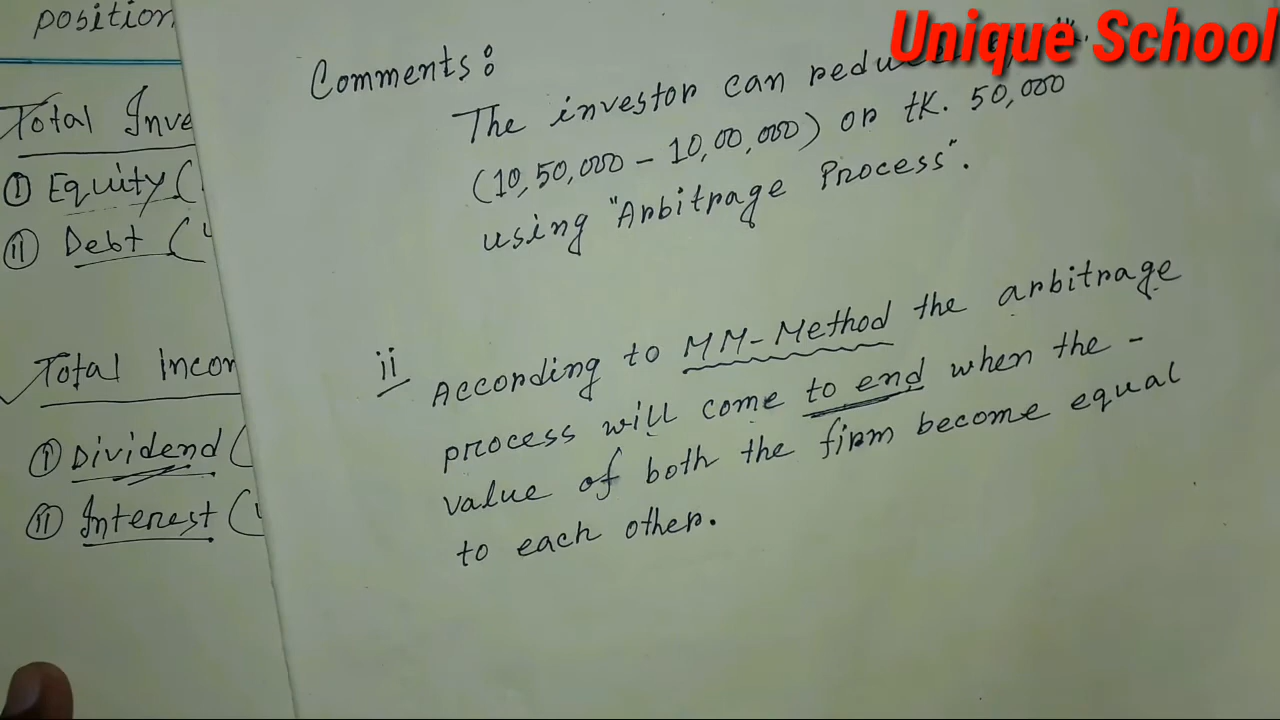 position
Total Inve
(i) Equity (
(ii) Debt (
Total Incom
(i) Dividend (
(ii) Interest (
Unique School
Comments:
The investor can reduce tk.
(10,50,000 - 10,00,000) or tk. 50,000
using "Arbitrage Process".
ii According to MM-Method the arbitrage
process will come to end when the -
value of both the firm become equal
to each other.